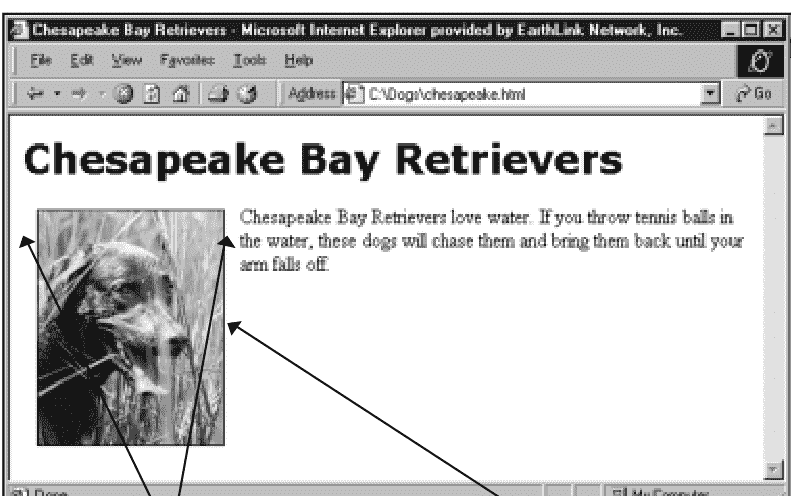 Chesapeake Bay Retrievers - Microsoft Internet Explorer provided by EarthLink Network, Inc.
File Edit View Favorites Tools Help
Address C:\Dogs\chesapeake.html Go
Chesapeake Bay Retrievers
Chesapeake Bay Retrievers love water. If you throw tennis balls in
the water, these dogs will chase them and bring them back until your
arm falls off.
Done My Computer